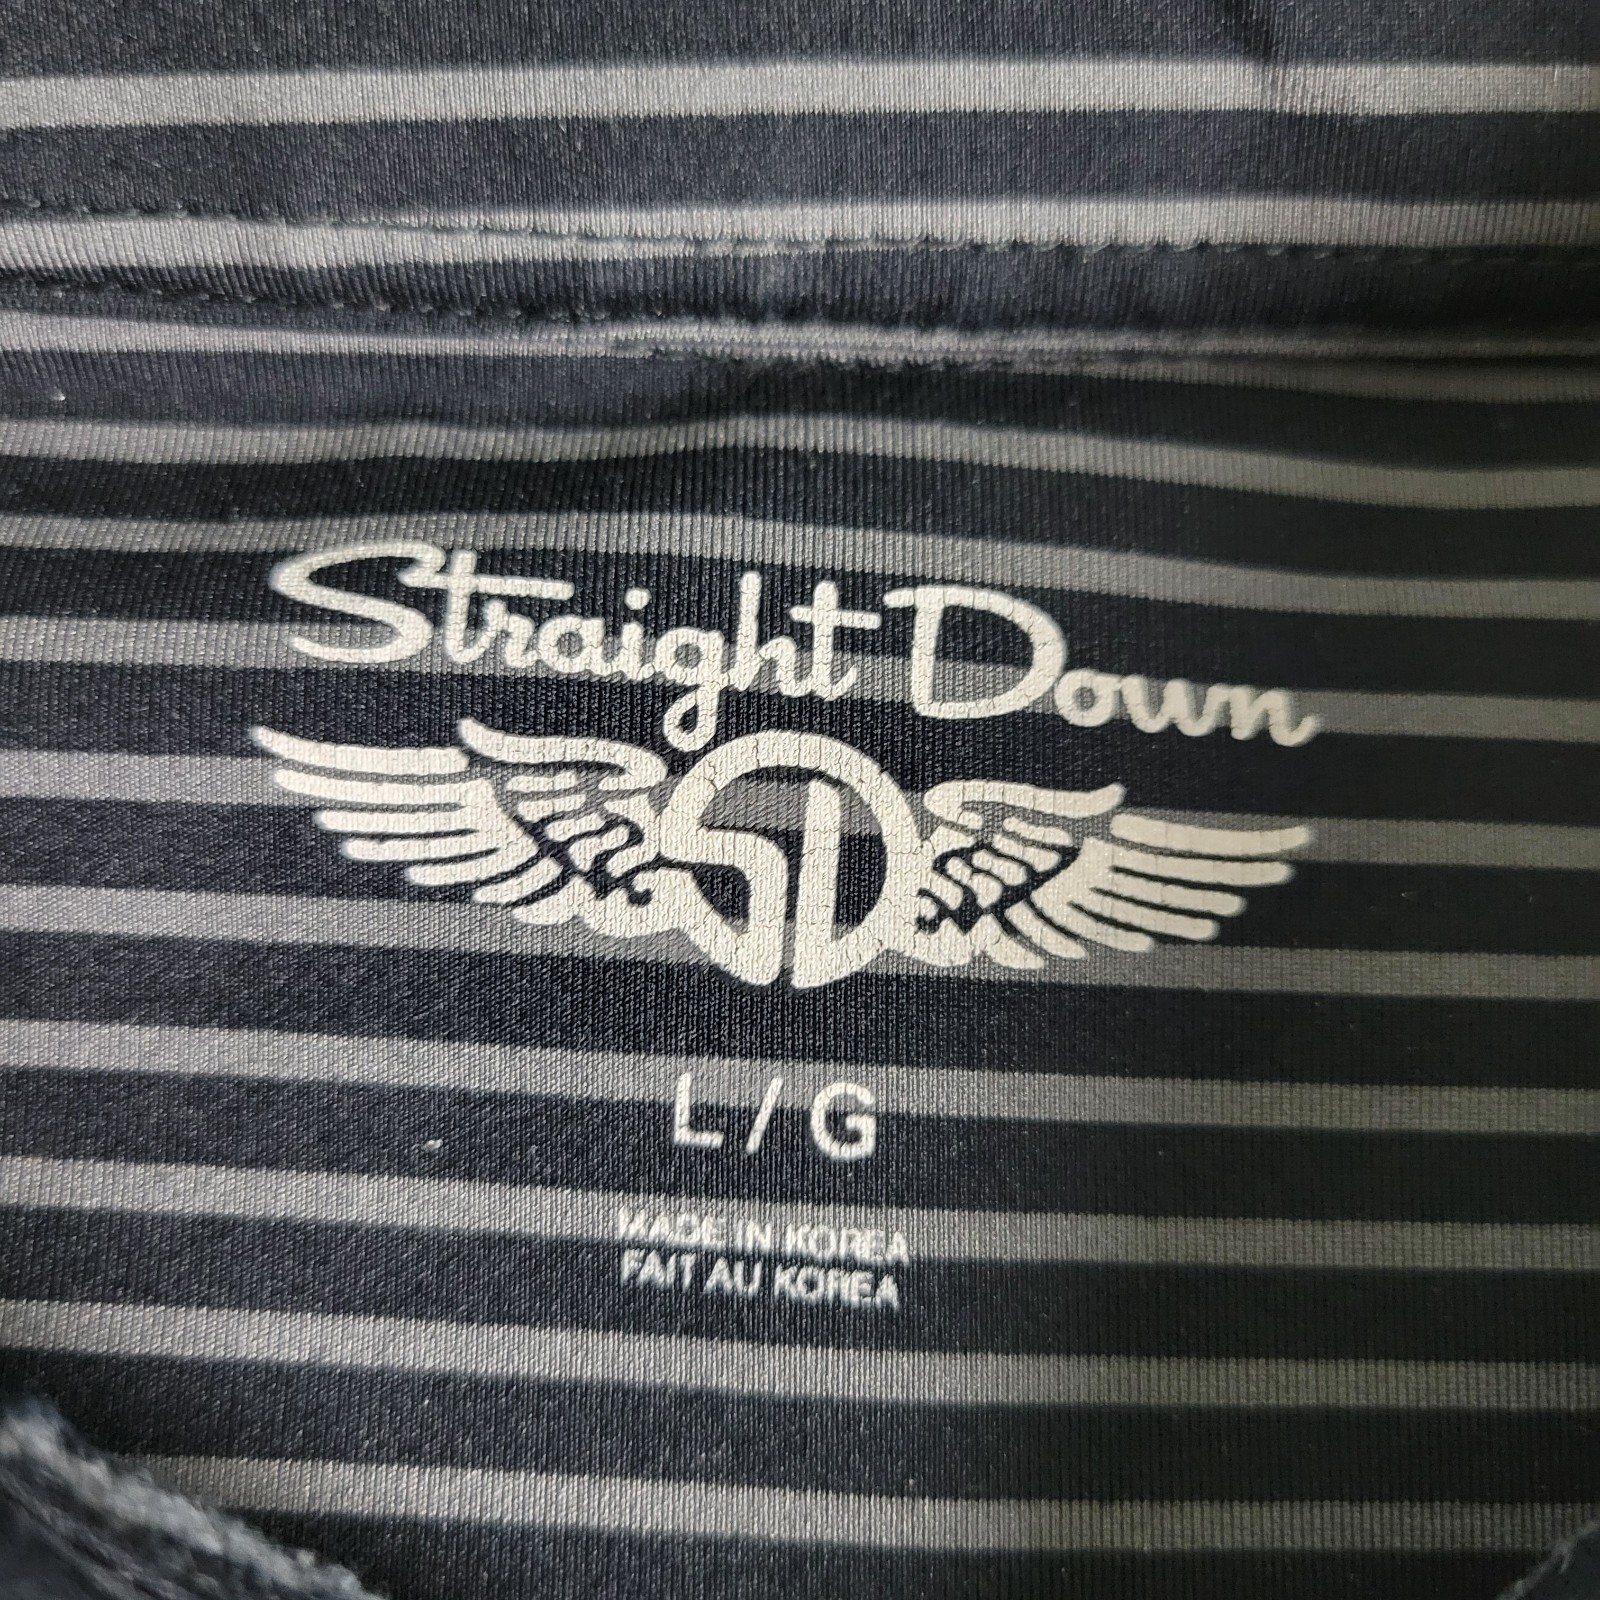 Straight Down
SD
L / G
MADE IN KOREA
FAIT AU KOREA